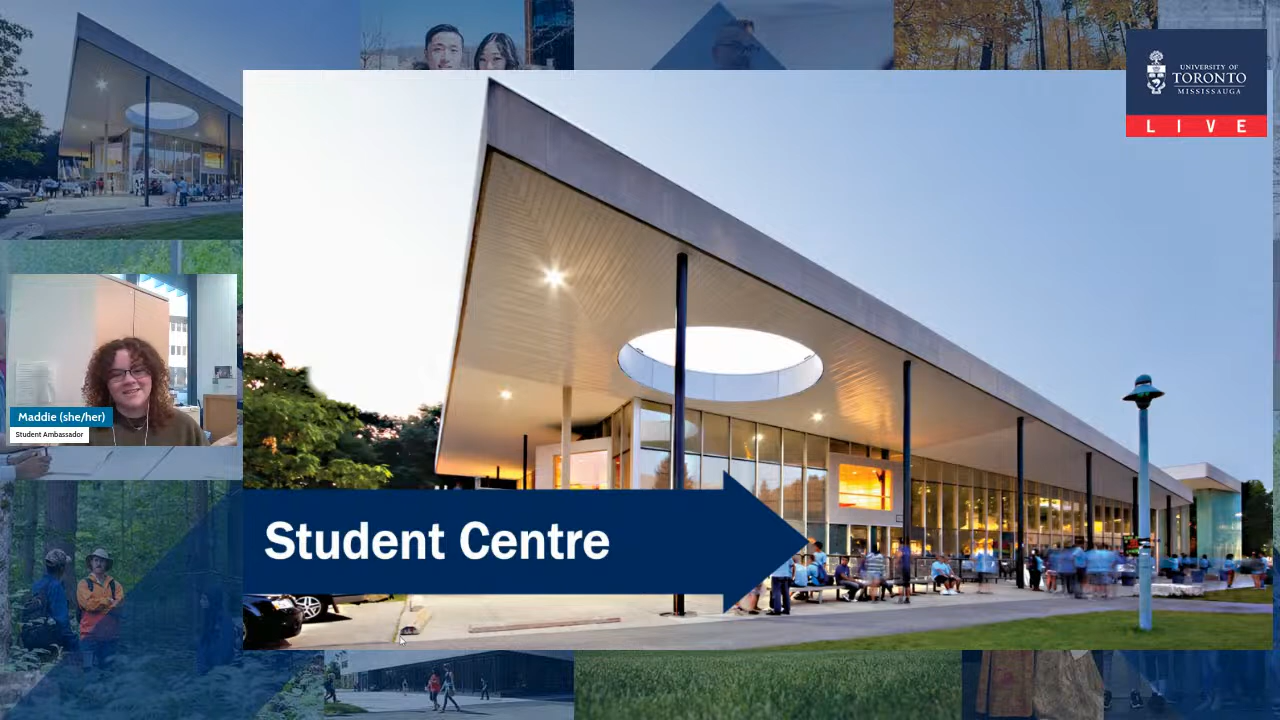 UNIVERSITY OF
TORONTO
MISSISSAUGA
LIVE
Maddie (she/her)
Student Ambassador
Student Centre